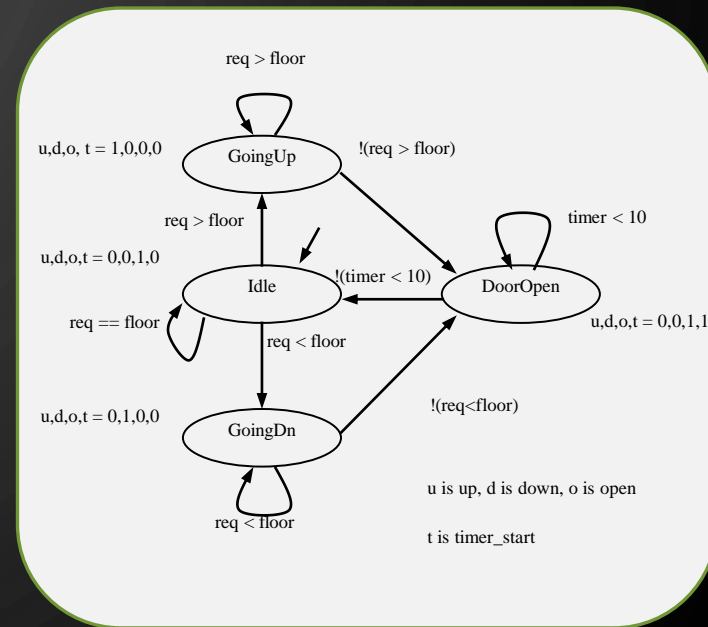 req > floor
u,d,o, t = 1,0,0,0
GoingUp
!(req > floor)
req > floor
timer < 10
u,d,o,t = 0,0,1,0
Idle
!(timer < 10)
DoorOpen
req == floor
u,d,o,t = 0,0,1,1
req < floor
u,d,o,t = 0,1,0,0
!(req<floor)
GoingDn
u is up, d is down, o is open
req < floor
t is timer_start